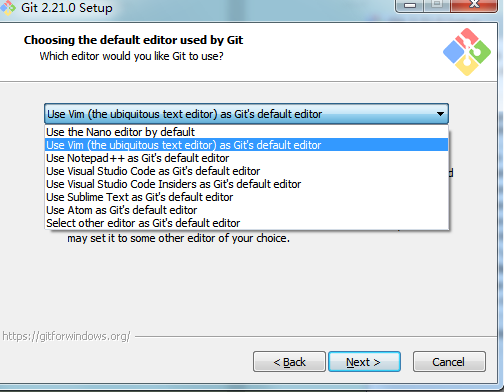 Git 2.21.0 Setup
Choosing the default editor used by Git
Which editor would you like Git to use?
Use Vim (the ubiquitous text editor) as Git's default editor
Use the Nano editor by default
Use Vim (the ubiquitous text editor) as Git's default editor
Use Notepad++ as Git's default editor
Use Visual Studio Code as Git's default editor
Use Visual Studio Code Insiders as Git's default editor
Use Sublime Text as Git's default editor
Use Atom as Git's default editor
Select other editor as Git's default editor
may set it to some other editor of your choice.
https://gitforwindows.org/
< Back
Next >
Cancel